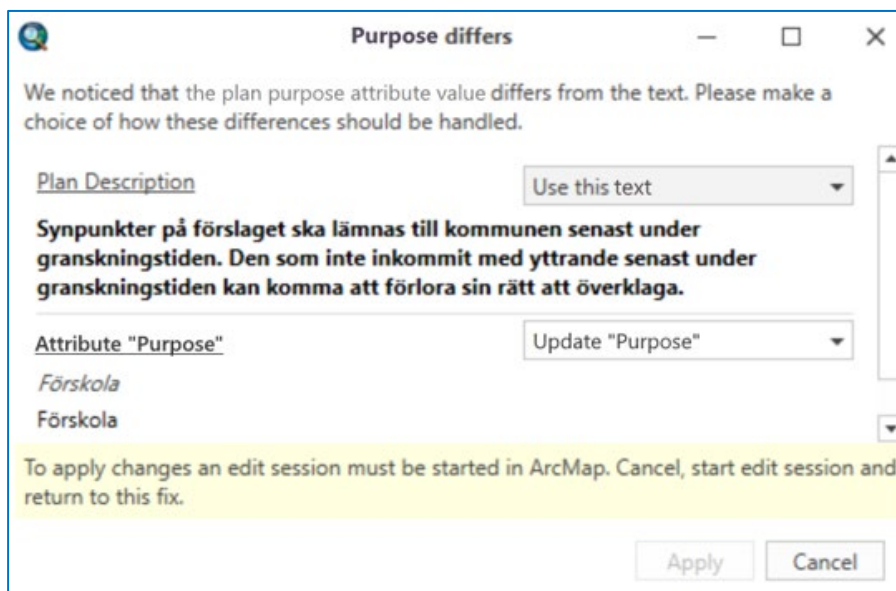 Purpose differs
We noticed that the plan purpose attribute value differs from the text. Please make a
choice of how these differences should be handled.
Plan Description
Use this text
Synpunkter på förslaget ska lämnas till kommunen senast under
granskningstiden. Den som inte inkommit med yttrande senast under
granskningstiden kan komma att förlora sin rätt att överklaga.
Attribute "Purpose"
Update "Purpose"
Förskola
Förskola
To apply changes an edit session must be started in ArcMap. Cancel, start edit session and
return to this fix.
Apply
Cancel